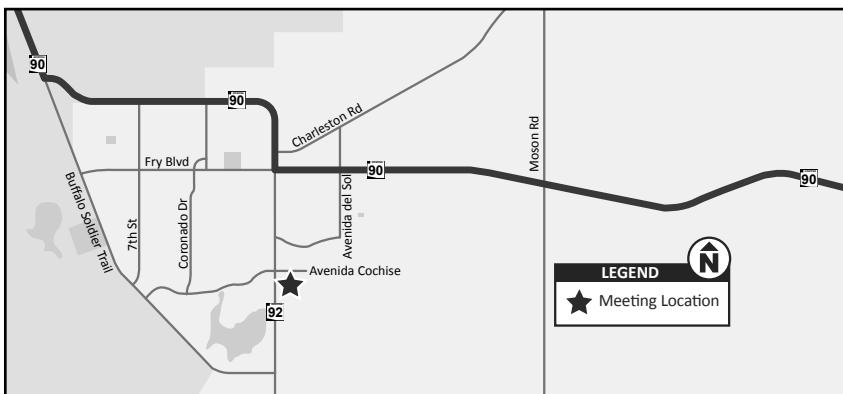 90
90
Charleston Rd
Moson Rd
Fry Blvd
90
90
Buffalo Soldier Trail
7th St
Coronado Dr
Avenida del Sol
Avenida Cochise
92
N
LEGEND
Meeting Location